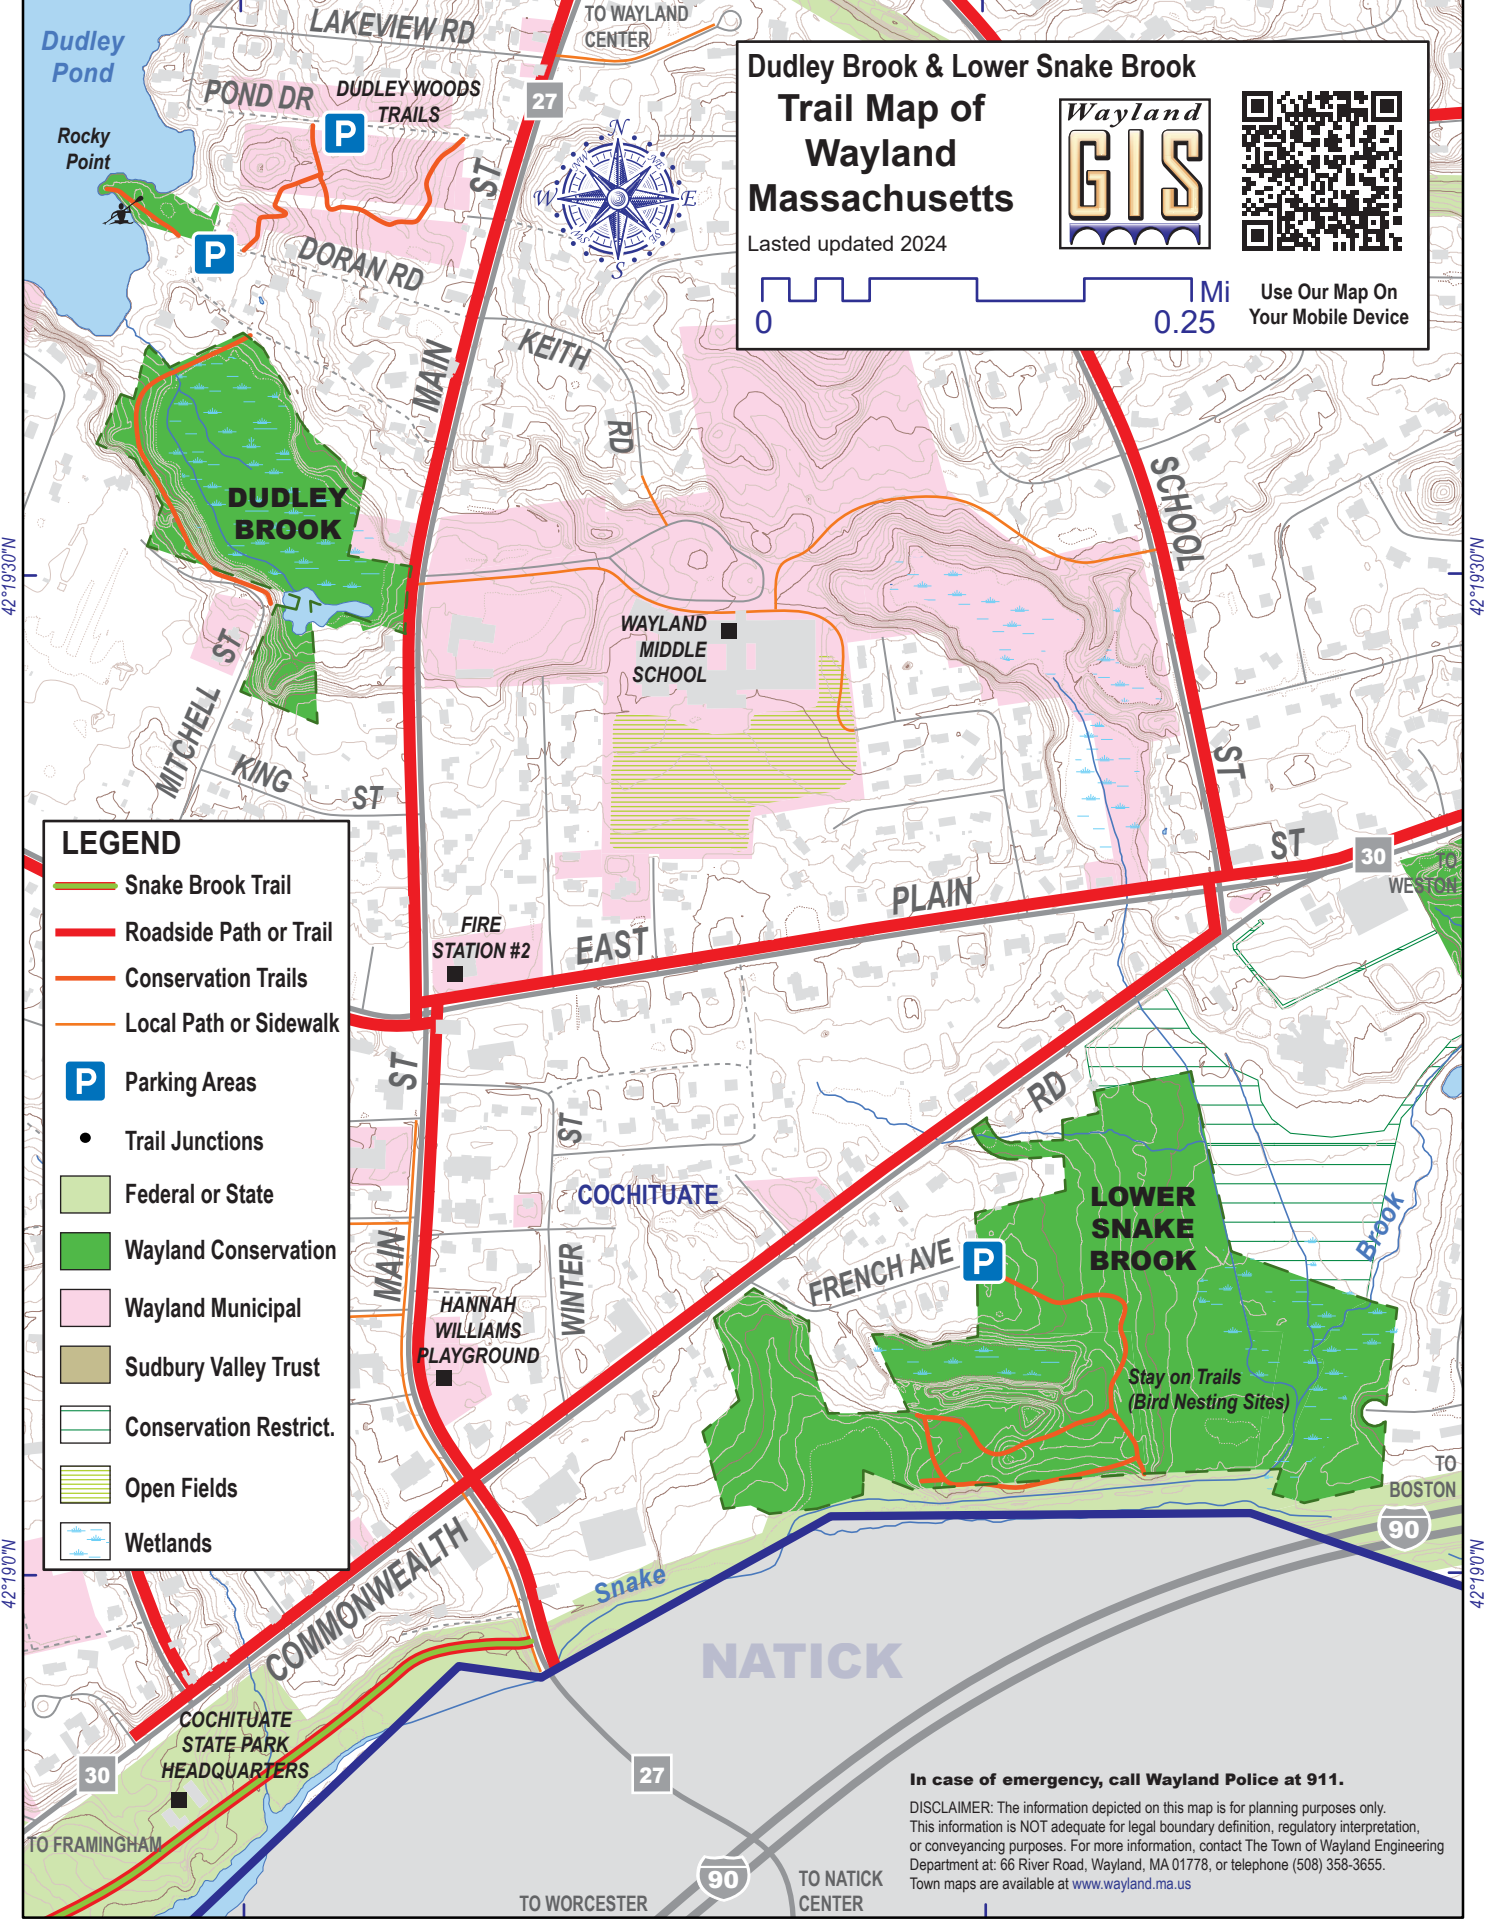 LAKEVIEW RD
TO WAYLAND
CENTER
Dudley
Pond
POND DR
DUDLEY WOODS
TRAILS
P
27
Rocky
Point
P
DORAN RD
ST
MAIN
N
NE
E
SE
S
SW
W
NW
KEITH
RD
Dudley Brook & Lower Snake Brook
Trail Map of
Wayland
Massachusetts
Lasted updated 2024
Wayland
GIS
0
0.25
Mi
Use Our Map On
Your Mobile Device
SCHOOL
ST
DUDLEY
BROOK
42°19'30"N
42°19'30"N
WAYLAND
MIDDLE
SCHOOL
ST
MITCHELL
KING
ST
ST
30
TO
WESTON
PLAIN
EAST
FIRE
STATION #2
LEGEND
Snake Brook Trail
Roadside Path or Trail
Conservation Trails
Local Path or Sidewalk
P
Parking Areas
Trail Junctions
Federal or State
Wayland Conservation
Wayland Municipal
Sudbury Valley Trust
Conservation Restrict.
Open Fields
Wetlands
ST
MAIN
ST
WINTER
COCHITUATE
RD
LOWER
SNAKE
BROOK
Brook
FRENCH AVE
P
HANNAH
WILLIAMS
PLAYGROUND
Stay on Trails
(Bird Nesting Sites)
TO
BOSTON
90
42°19'0"N
42°19'0"N
COMMONWEALTH
Snake
NATICK
COCHITUATE
STATE PARK
HEADQUARTERS
30
27
TO FRAMINGHAM
90
TO WORCESTER
TO NATICK
CENTER
In case of emergency, call Wayland Police at 911.
DISCLAIMER: The information depicted on this map is for planning purposes only.
This information is NOT adequate for legal boundary definition, regulatory interpretation,
or conveyancing purposes. For more information, contact The Town of Wayland Engineering
Department at: 66 River Road, Wayland, MA 01778, or telephone (508) 358-3655.
Town maps are available at www.wayland.ma.us